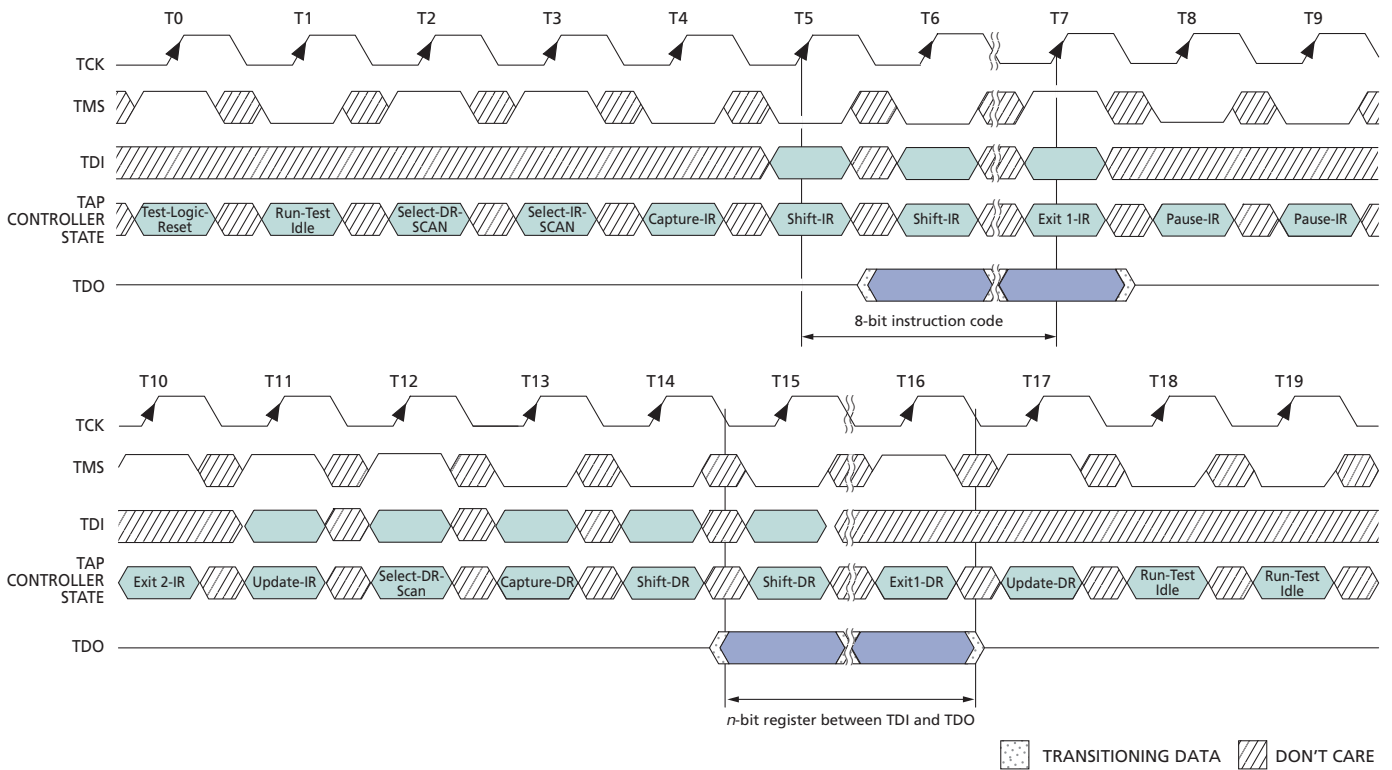 T0 T1 T2 T3 T4 T5 T6 T7 T8 T9
TCK
TMS
TDI
TAP
CONTROLLER
STATE
Test-Logic-
Reset
Run-Test
Idle
Select-DR-
SCAN
Select-IR-
SCAN
Capture-IR
Shift-IR
Shift-IR
Exit 1-IR
Pause-IR
Pause-IR
TDO
8-bit instruction code
T10 T11 T12 T13 T14 T15 T16 T17 T18 T19
TCK
TMS
TDI
TAP
CONTROLLER
STATE
Exit 2-IR
Update-IR
Select-DR-
Scan
Capture-DR
Shift-DR
Shift-DR
Exit1-DR
Update-DR
Run-Test
Idle
Run-Test
Idle
TDO
n-bit register between TDI and TDO
TRANSITIONING DATA
DON'T CARE